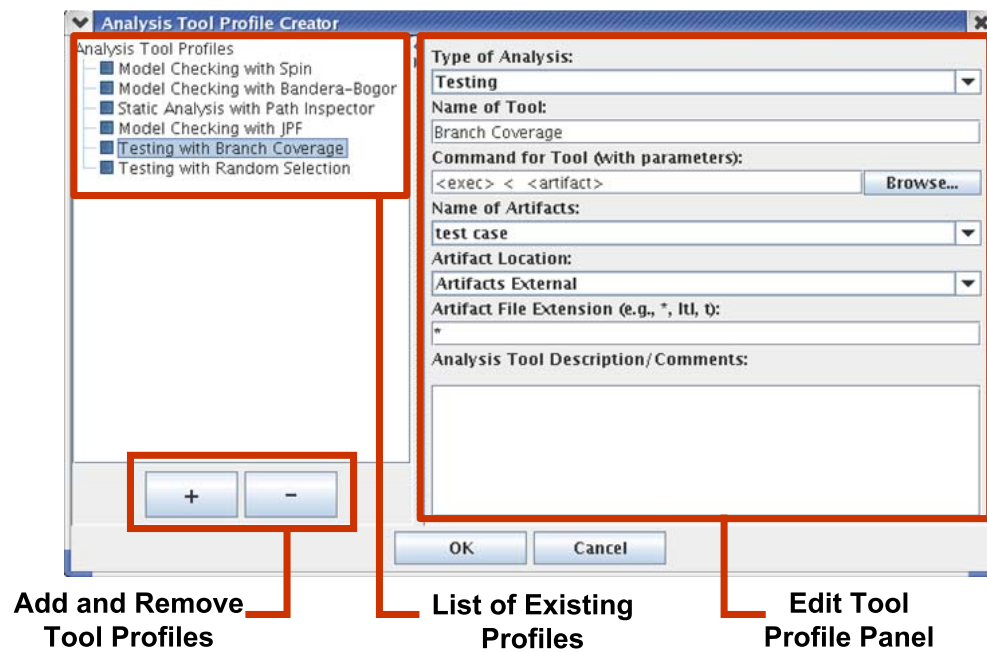 Analysis Tool Profile Creator
Analysis Tool Profiles
Model Checking with Spin
Model Checking with Bandera-Bogor
Static Analysis with Path Inspector
Model Checking with JPF
Testing with Branch Coverage
Testing with Random Selection
+
-
Type of Analysis:
Testing
Name of Tool:
Branch Coverage
Command for Tool (with parameters):
<exec> < <artifact>
Browse...
Name of Artifacts:
test case
Artifact Location:
Artifacts External
Artifact File Extension (e.g., *, ltl, t):
*
Analysis Tool Description/Comments:
OK
Cancel
Add and Remove
Tool Profiles
List of Existing
Profiles
Edit Tool
Profile Panel